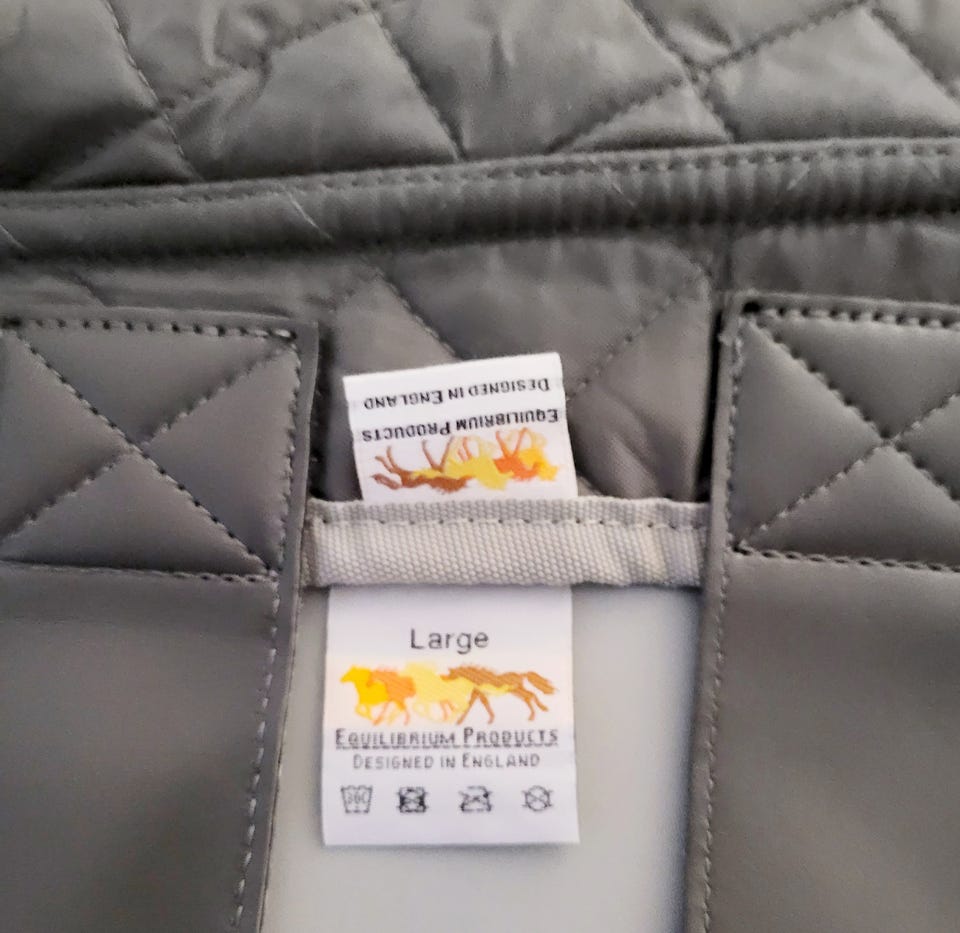 DESIGNED IN ENGLAND
EQUILIBRIUM PRODUCTS
Large
EQUILIBRIUM PRODUCTS
DESIGNED IN ENGLAND